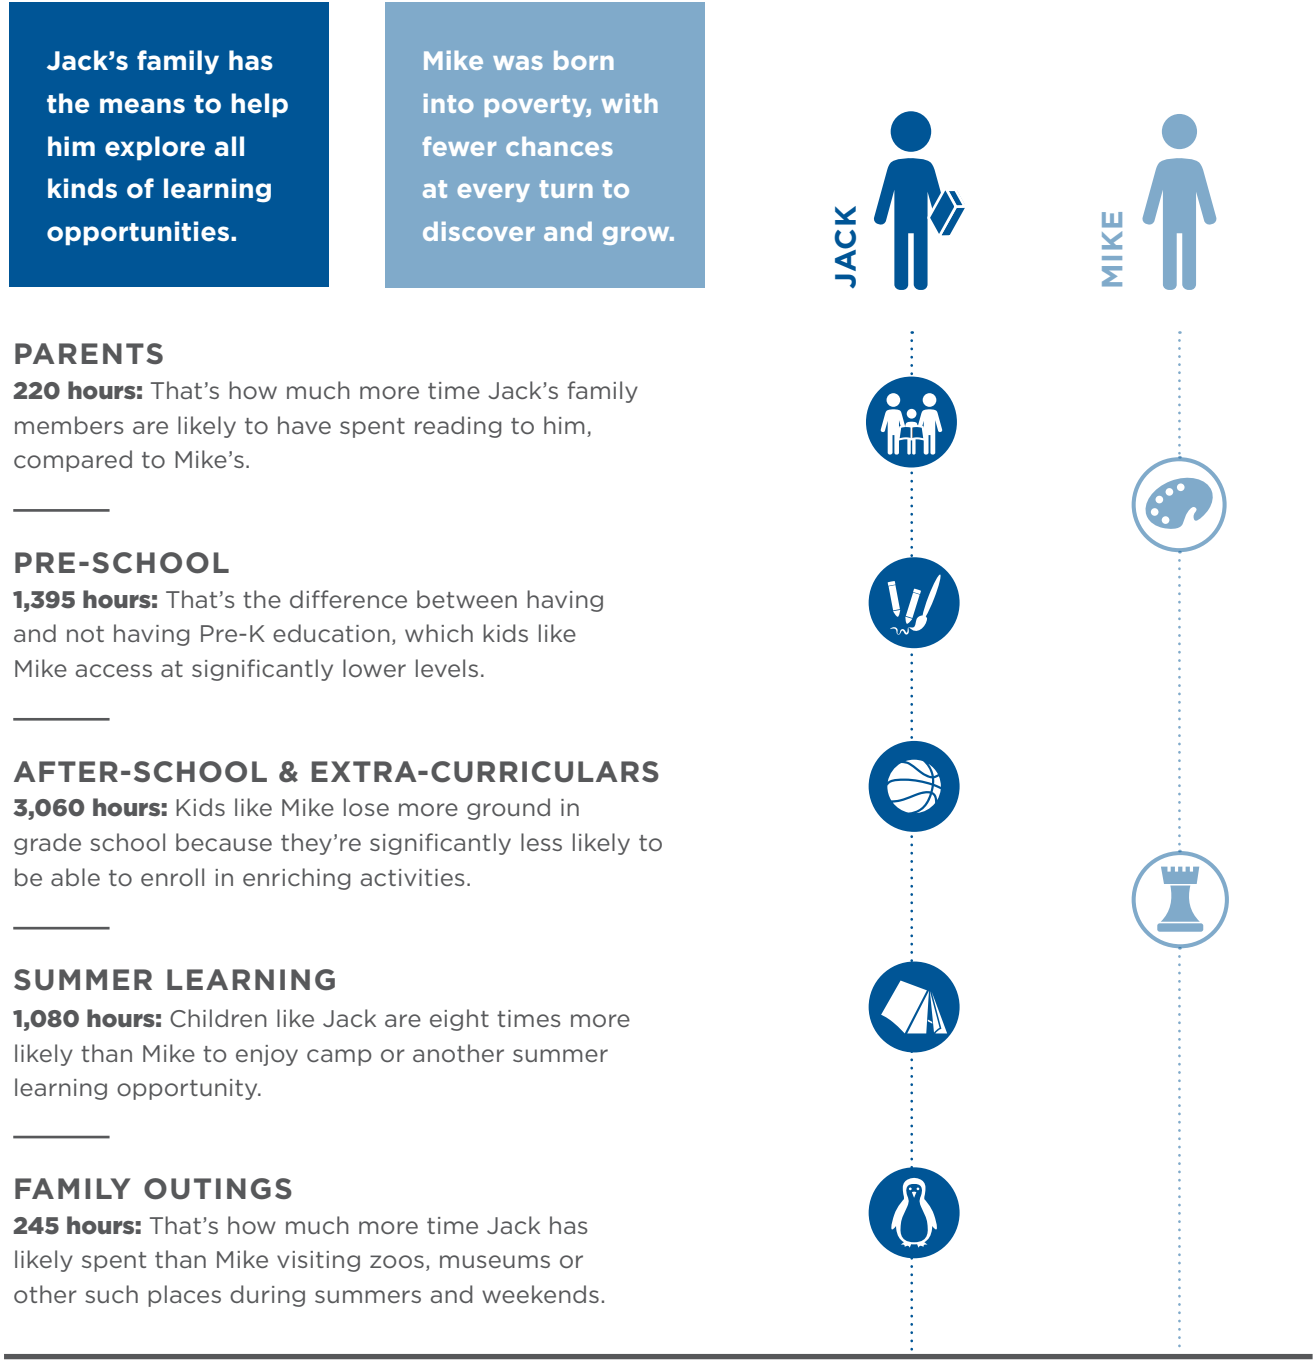 Jack’s family has
the means to help
him explore all
kinds of learning
opportunities.
Mike was born
into poverty, with
fewer chances
at every turn to
discover and grow.
JACK
MIKE
PARENTS
220 hours: That’s how much more time Jack’s family
members are likely to have spent reading to him,
compared to Mike’s.
PRE-SCHOOL
1,395 hours: That’s the difference between having
and not having Pre-K education, which kids like
Mike access at significantly lower levels.
AFTER-SCHOOL & EXTRA-CURRICULARS
3,060 hours: Kids like Mike lose more ground in
grade school because they’re significantly less likely to
be able to enroll in enriching activities.
SUMMER LEARNING
1,080 hours: Children like Jack are eight times more
likely than Mike to enjoy camp or another summer
learning opportunity.
FAMILY OUTINGS
245 hours: That’s how much more time Jack has
likely spent than Mike visiting zoos, museums or
other such places during summers and weekends.